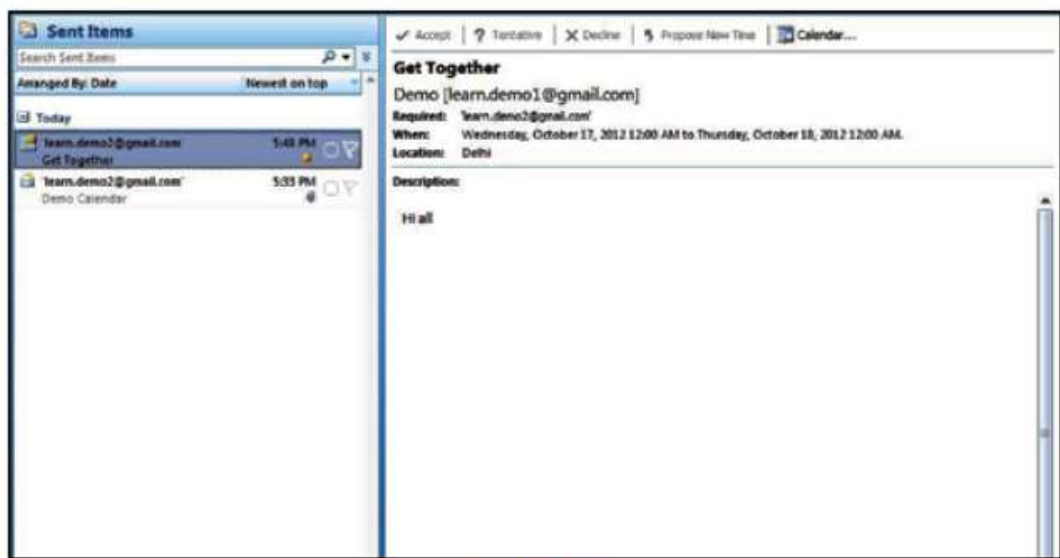 Sent Items
Search Sent Items
Arranged By: Date Newest on top
Today
'learn.demo2@gmail.com' 5:48 PM
Get Together
'learn.demo2@gmail.com' 5:33 PM
Demo Calendar
Accept ? Tentative Decline Propose New Time Calendar...
Get Together
Demo [learn.demo1@gmail.com]
Required: 'learn.demo2@gmail.com'
When: Wednesday, October 17, 2012 12:00 AM to Thursday, October 18, 2012 12:00 AM.
Location: Delhi
Description:
Hi all